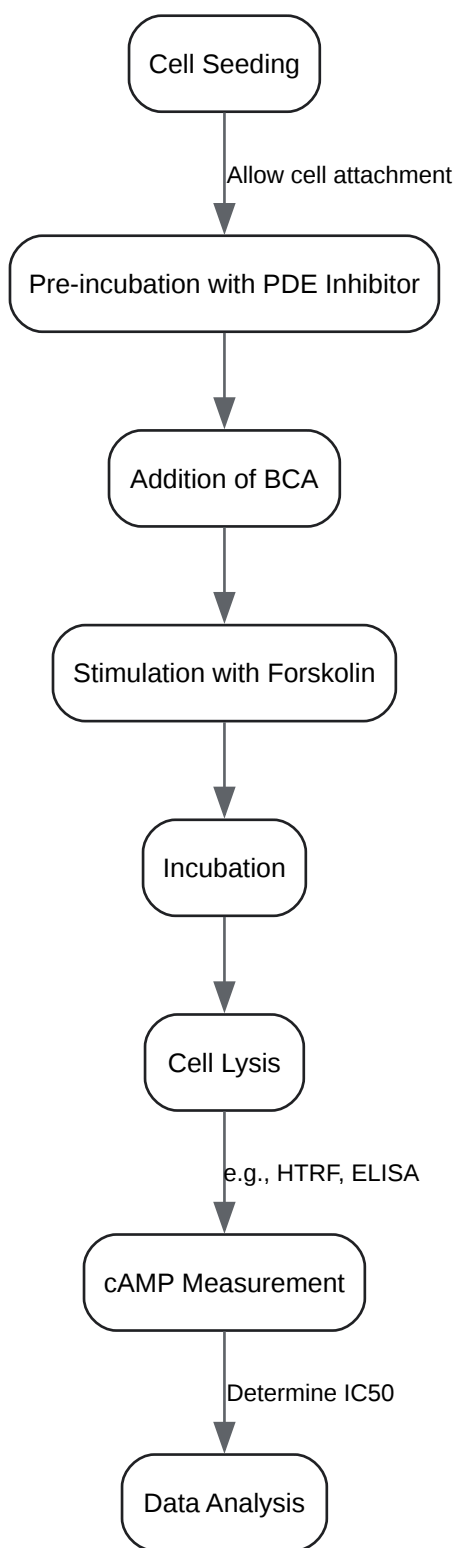 Cell Seeding
Allow cell attachment
Pre-incubation with PDE Inhibitor
Addition of BCA
Stimulation with Forskolin
Incubation
Cell Lysis
e.g., HTRF, ELISA
cAMP Measurement
Determine IC50
Data Analysis